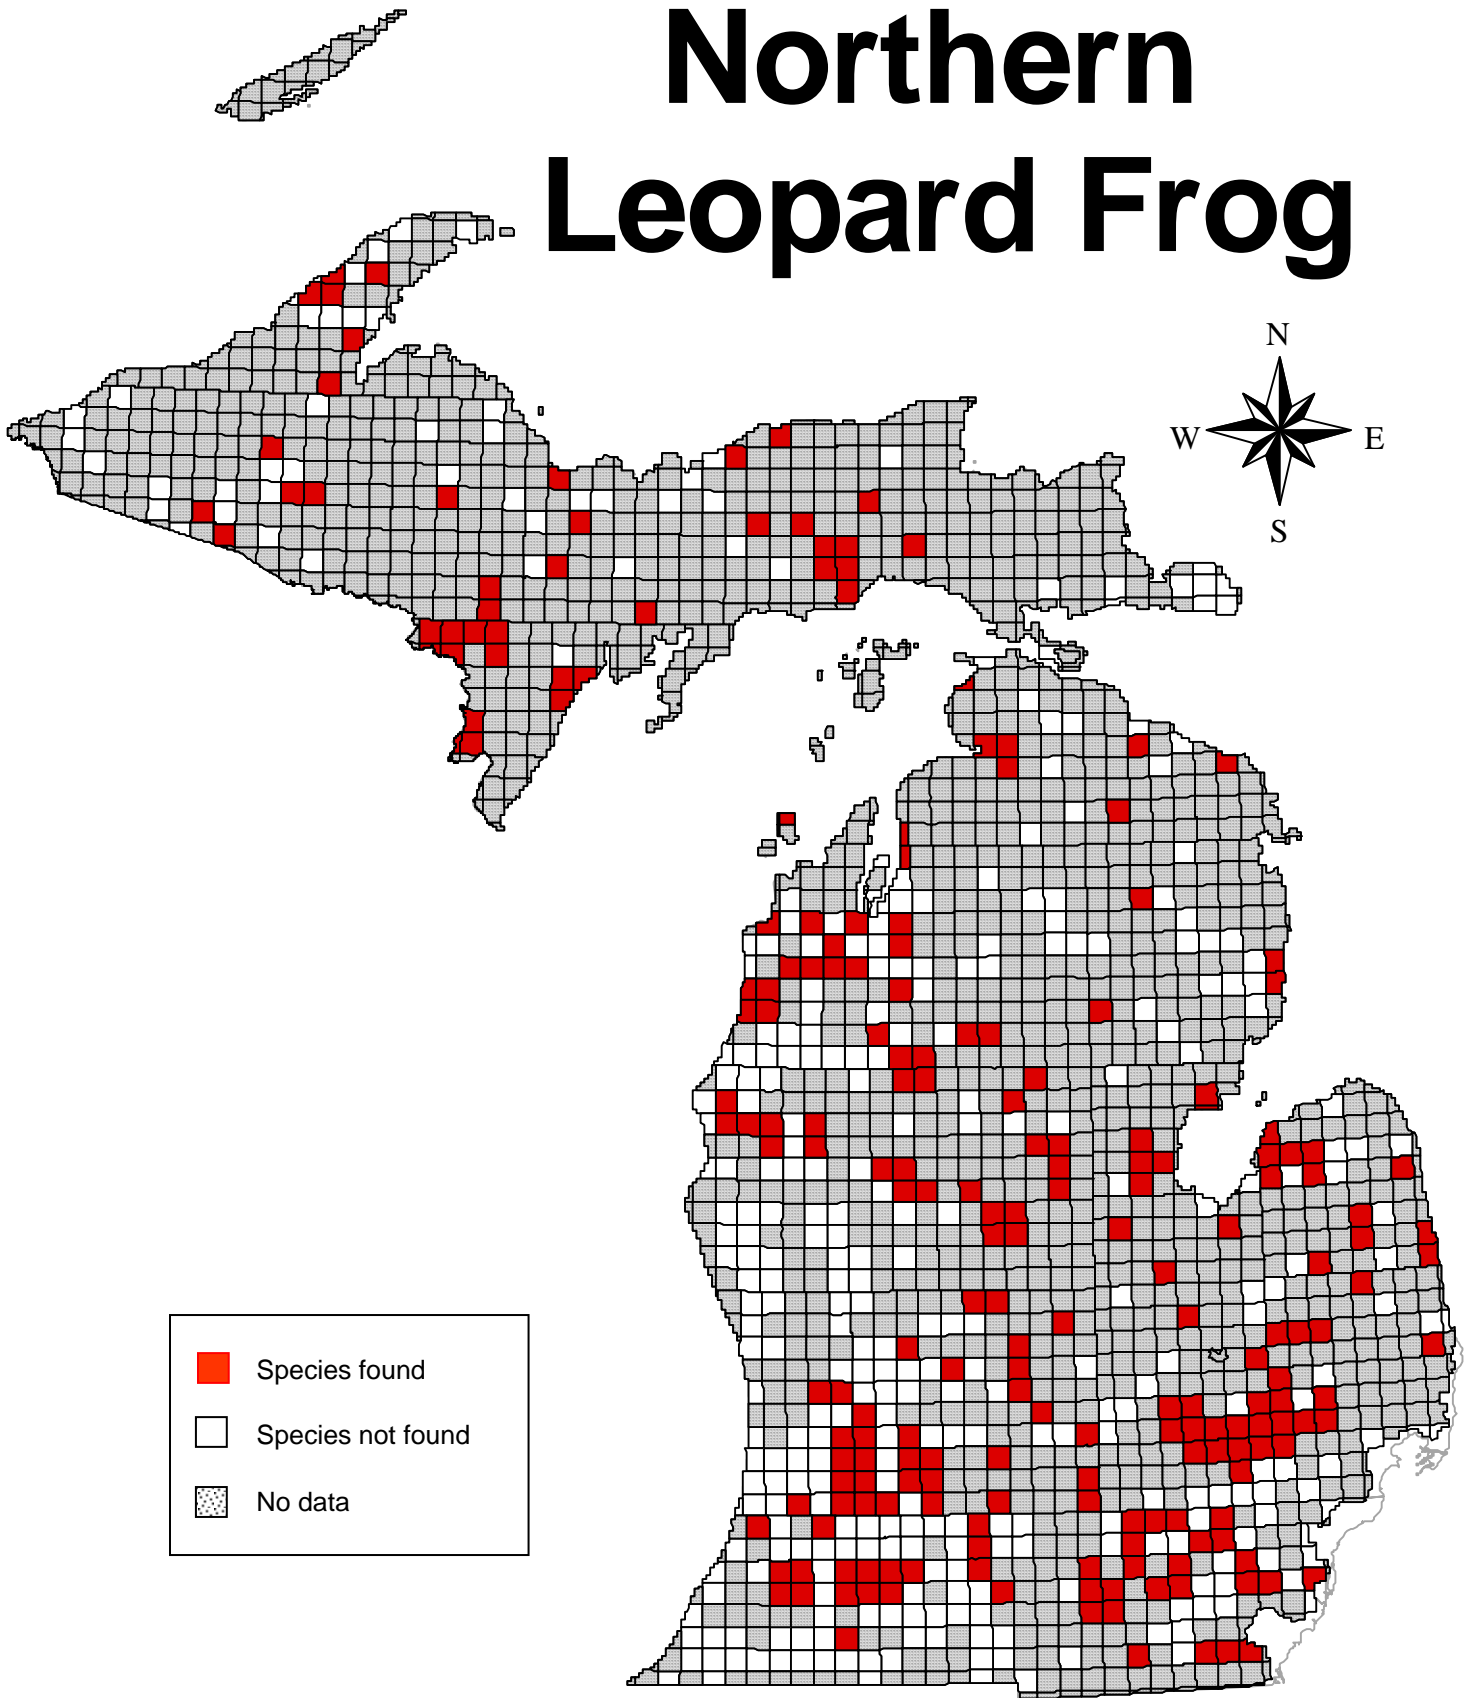 Northern
Leopard Frog
N
W E
S
Species found
Species not found
No data